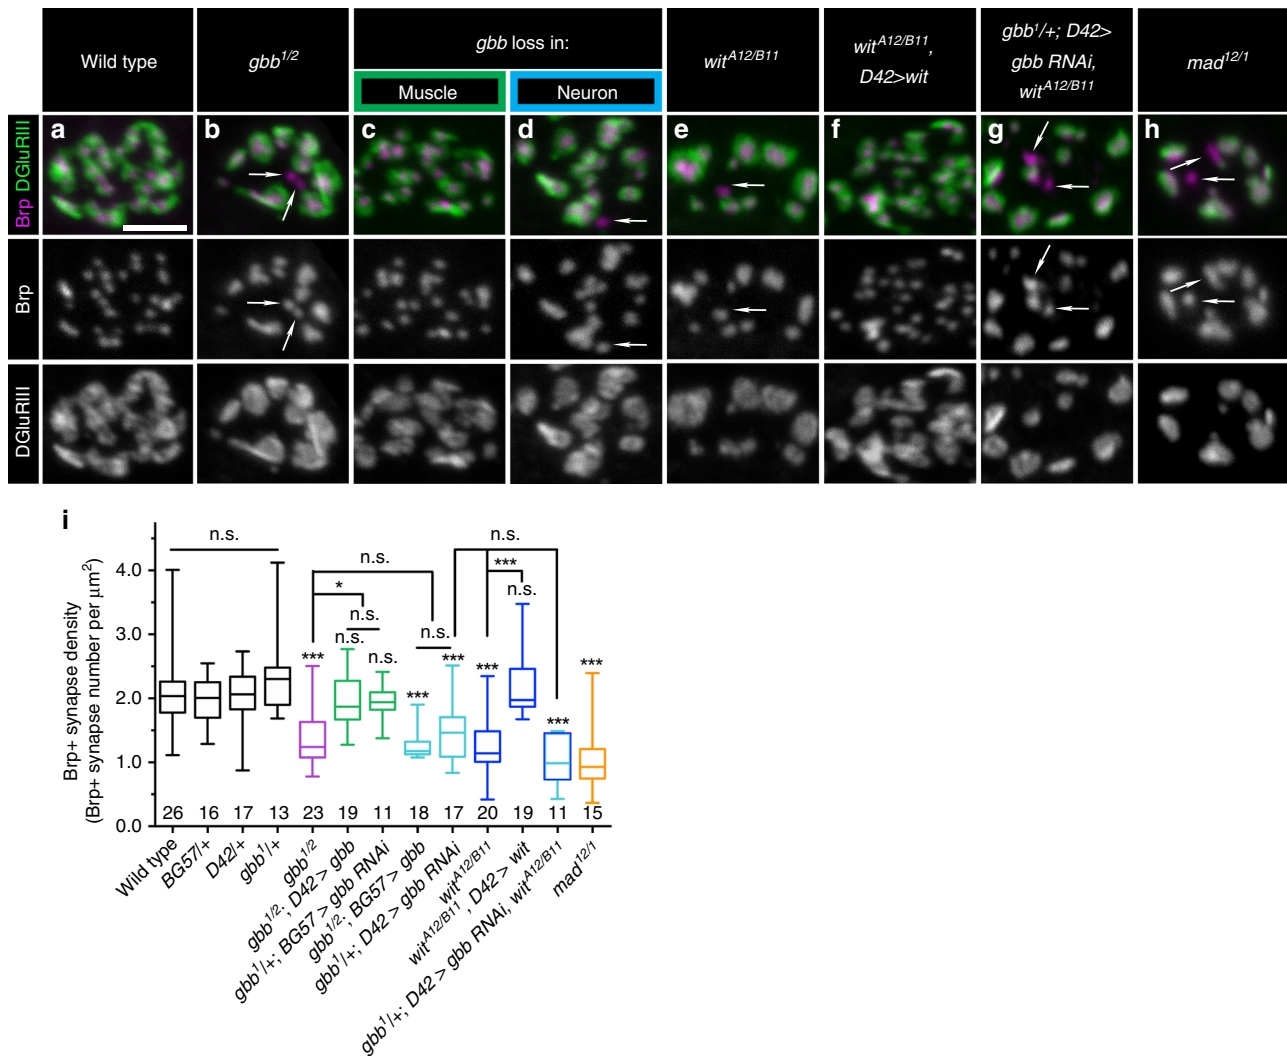 Wild type
gbb1/2
gbb loss in:
Muscle
Neuron
witA12/B11
witA12/B11,
D42>wit
gbb1/+; D42>
gbb RNAi,
witA12/B11
mad12/1
Brp DGluRIII
a
b
c
d
e
f
g
h
Brp
DGluRIII
i
Brp+ synapse density
(Brp+ synapse number per μm2)
4.0
3.0
2.0
1.0
0.0
n.s.
n.s.
n.s.
*
***
n.s.
n.s.
***
n.s.
n.s.
n.s.
***
***
***
***
***
26 16 17 13 23 19 11 18 17 20 19 11 15
Wild type
BG57/+
D42/+
gbb1/+
gbb1/2
gbb1/2; D42 > gbb
gbb1/+; BG57 > gbb RNAi
gbb1/2; BG57 > gbb
gbb1/+; D42 > gbb RNAi
witA12/B11
witA12/B11, D42 > wit
gbb1/+; D42 > gbb RNAi, witA12/B11
mad12/1